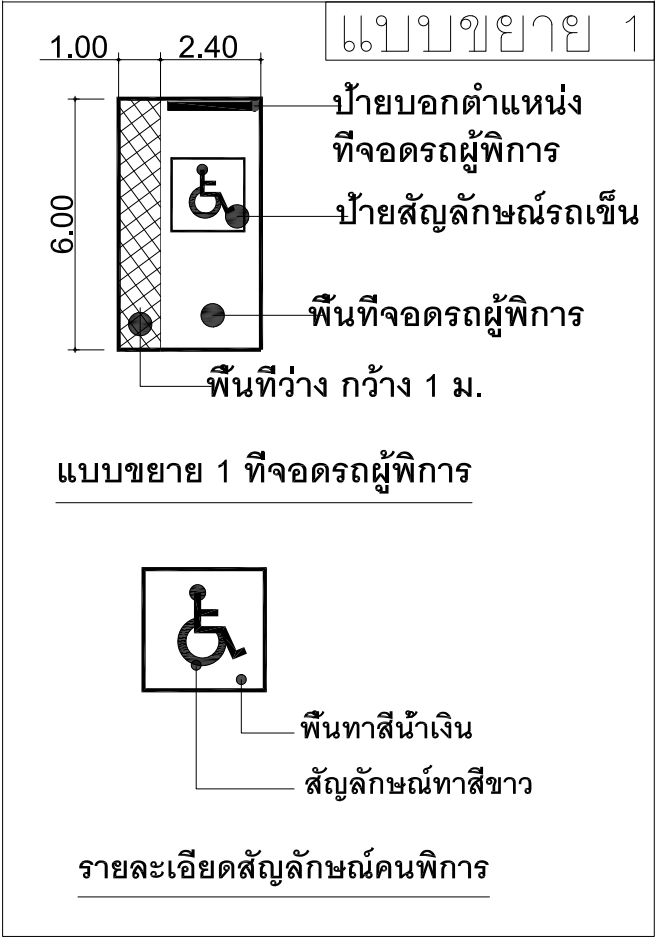 แบบขยาย 1
1.00
2.40
ป้ายบอกตำแหน่ง
ที่จอดรถผู้พิการ
ป้ายสัญลักษณ์รถเข็น
6.00
พื้นที่จอดรถผู้พิการ
พื้นที่ว่าง กว้าง 1 ม.
แบบขยาย 1 ที่จอดรถผู้พิการ
พื้นทาสีน้ำเงิน
สัญลักษณ์ทาสีขาว
รายละเอียดสัญลักษณ์คนพิการ